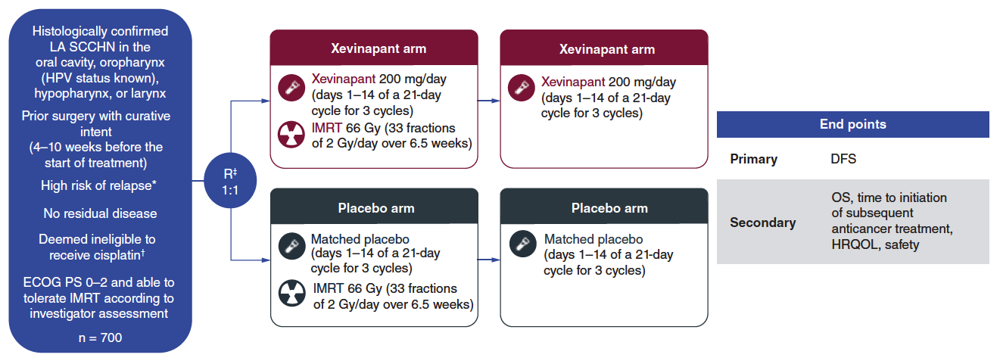 Histologically confirmed
LA SCCHN in the
oral cavity, oropharynx
(HPV status known),
hypopharynx, or larynx
Prior surgery with curative
intent
(4–10 weeks before the
start of treatment)
High risk of relapse*
No residual disease
Deemed ineligible to
receive cisplatin†
ECOG PS 0–2 and able to
tolerate IMRT according to
investigator assessment
n = 700
R‡
1:1
Xevinapant arm
Xevinapant 200 mg/day
(days 1–14 of a 21-day
cycle for 3 cycles)
IMRT 66 Gy (33 fractions
of 2 Gy/day over 6.5 weeks)
Xevinapant arm
Xevinapant 200 mg/day
(days 1–14 of a 21-day
cycle for 3 cycles)
Placebo arm
Matched placebo
(days 1–14 of a 21-day
cycle for 3 cycles)
IMRT 66 Gy (33 fractions
of 2 Gy/day over 6.5 weeks)
Placebo arm
Matched placebo
(days 1–14 of a 21-day
cycle for 3 cycles)
End points
Primary DFS
Secondary
OS, time to initiation
of subsequent
anticancer treatment,
HRQOL, safety